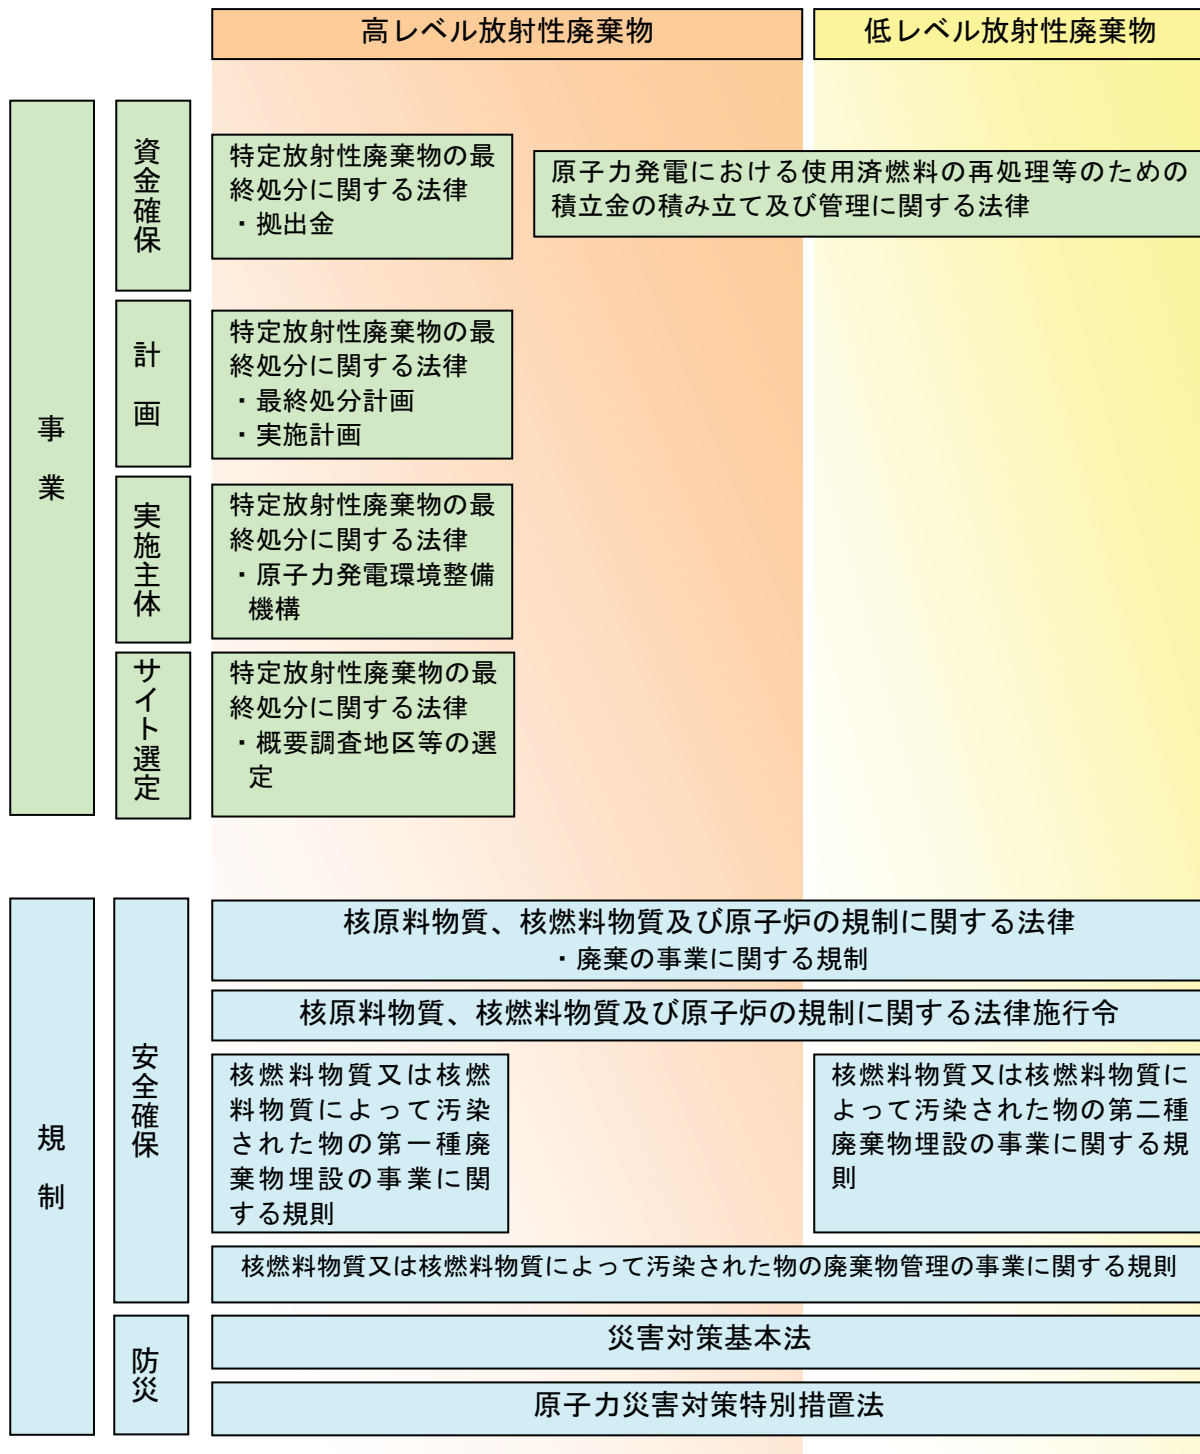 高レベル放射性廃棄物
低レベル放射性廃棄物
事業
資金確保
特定放射性廃棄物の最
終処分に関する法律
・拠出金
原子力発電における使用済燃料の再処理等のための
積立金の積み立て及び管理に関する法律
計画
特定放射性廃棄物の最
終処分に関する法律
・最終処分計画
・実施計画
実施主体
特定放射性廃棄物の最
終処分に関する法律
・原子力発電環境整備
機構
サイト選定
特定放射性廃棄物の最
終処分に関する法律
・概要調査地区等の選
定
規制
安全確保
核原料物質、核燃料物質及び原子炉の規制に関する法律
・廃棄の事業に関する規制
核原料物質、核燃料物質及び原子炉の規制に関する法律施行令
核燃料物質又は核燃
料物質によって汚染
された物の第一種廃
棄物埋設の事業に関
する規則
核燃料物質又は核燃料物質に
よって汚染された物の第二種
廃棄物埋設の事業に関する規
則
核燃料物質又は核燃料物質によって汚染された物の廃棄物管理の事業に関する規則
防災
災害対策基本法
原子力災害対策特別措置法